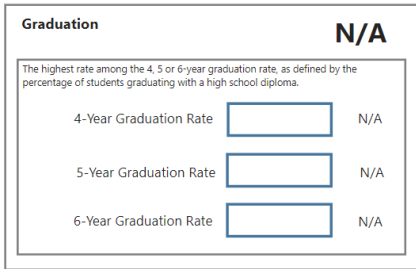 Graduation
N/A
The highest rate among the 4, 5 or 6-year graduation rate, as defined by the
percentage of students graduating with a high school diploma.
4-Year Graduation Rate N/A
5-Year Graduation Rate N/A
6-Year Graduation Rate N/A